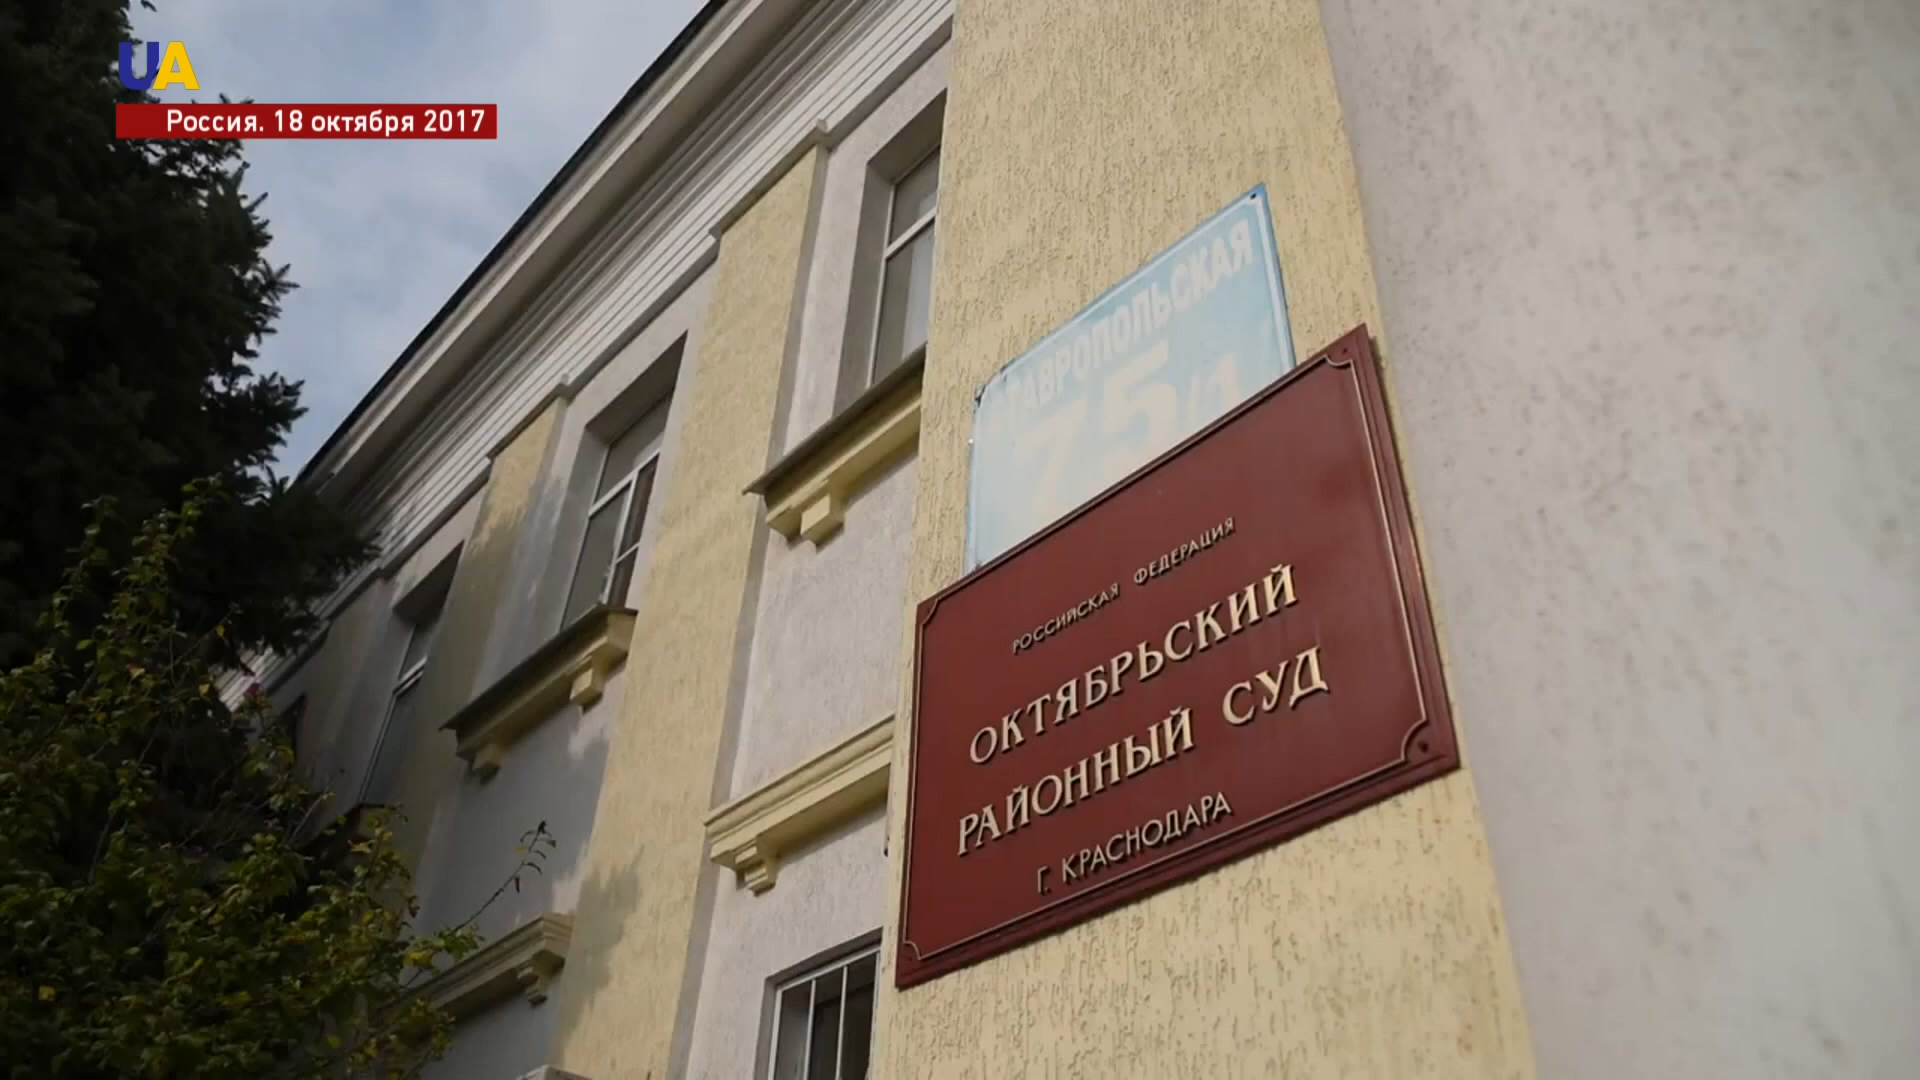 UA
Россия. 18 октября 2017
СТАВРОПОЛЬСКАЯ
75/1
РОССИЙСКАЯ ФЕДЕРАЦИЯ
ОКТЯБРЬСКИЙ
РАЙОННЫЙ СУД
Г. КРАСНОДАРА